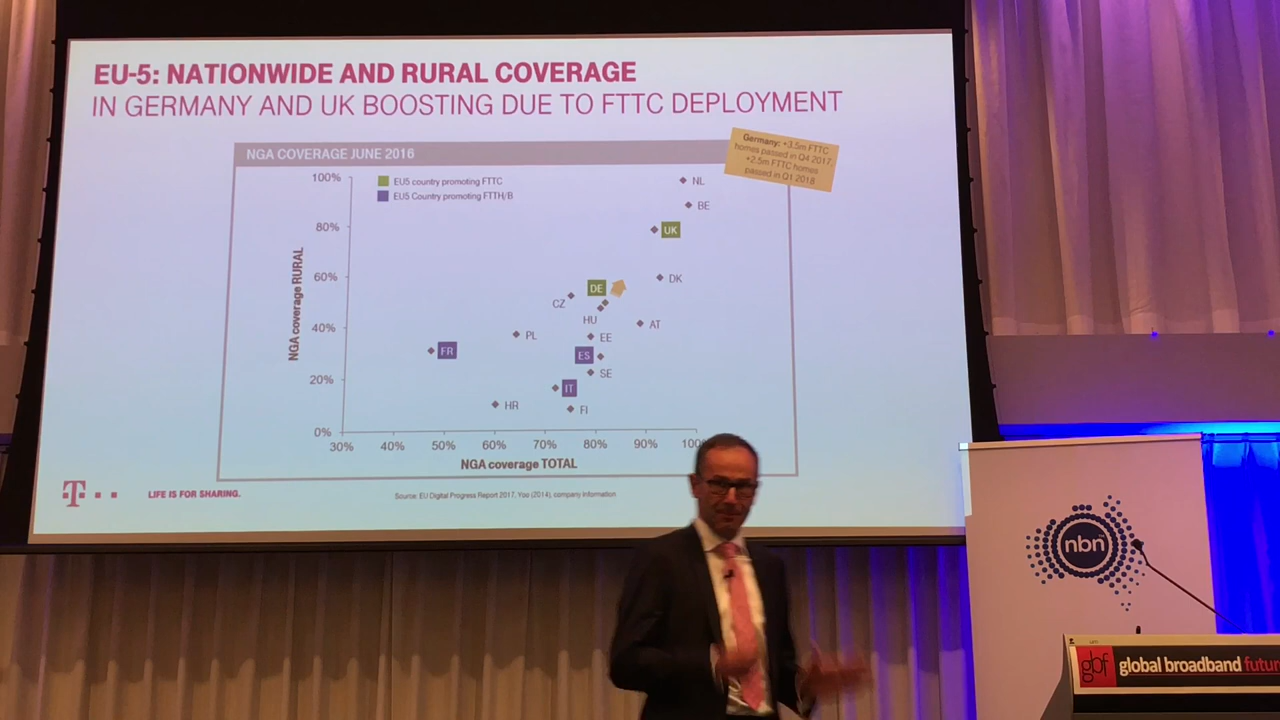 EU-5: NATIONWIDE AND RURAL COVERAGE
IN GERMANY AND UK BOOSTING DUE TO FTTC DEPLOYMENT
NGA COVERAGE JUNE 2016
Germany: +3.5m FTTC
homes passed in Q4 2017,
+2.5m FTTC homes
passed in Q1 2018
EU5 country promoting FTTC
EU5 Country promoting FTTH/B
NGA coverage RURAL
100%
80%
60%
40%
20%
0%
NL
BE
UK
DK
DE
CZ
HU
AT
PL
EE
FR
ES
SE
IT
HR
FI
30%
40%
50%
60%
70%
80%
90%
100
NGA coverage TOTAL
T
LIFE IS FOR SHARING.
Source: EU Digital Progress Report 2017, Yoo (2014), company information
nbn
gbf global broadband futur